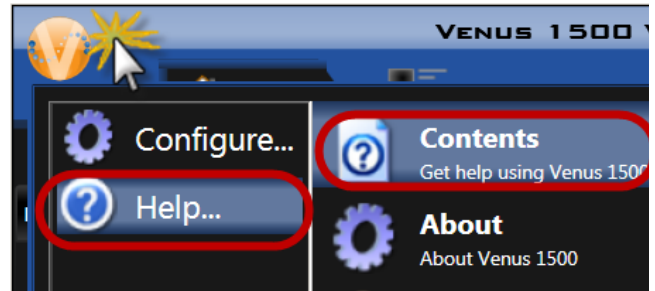 VENUS 1500
Configure...
Help...
Contents
Get help using Venus 1500
About
About Venus 1500